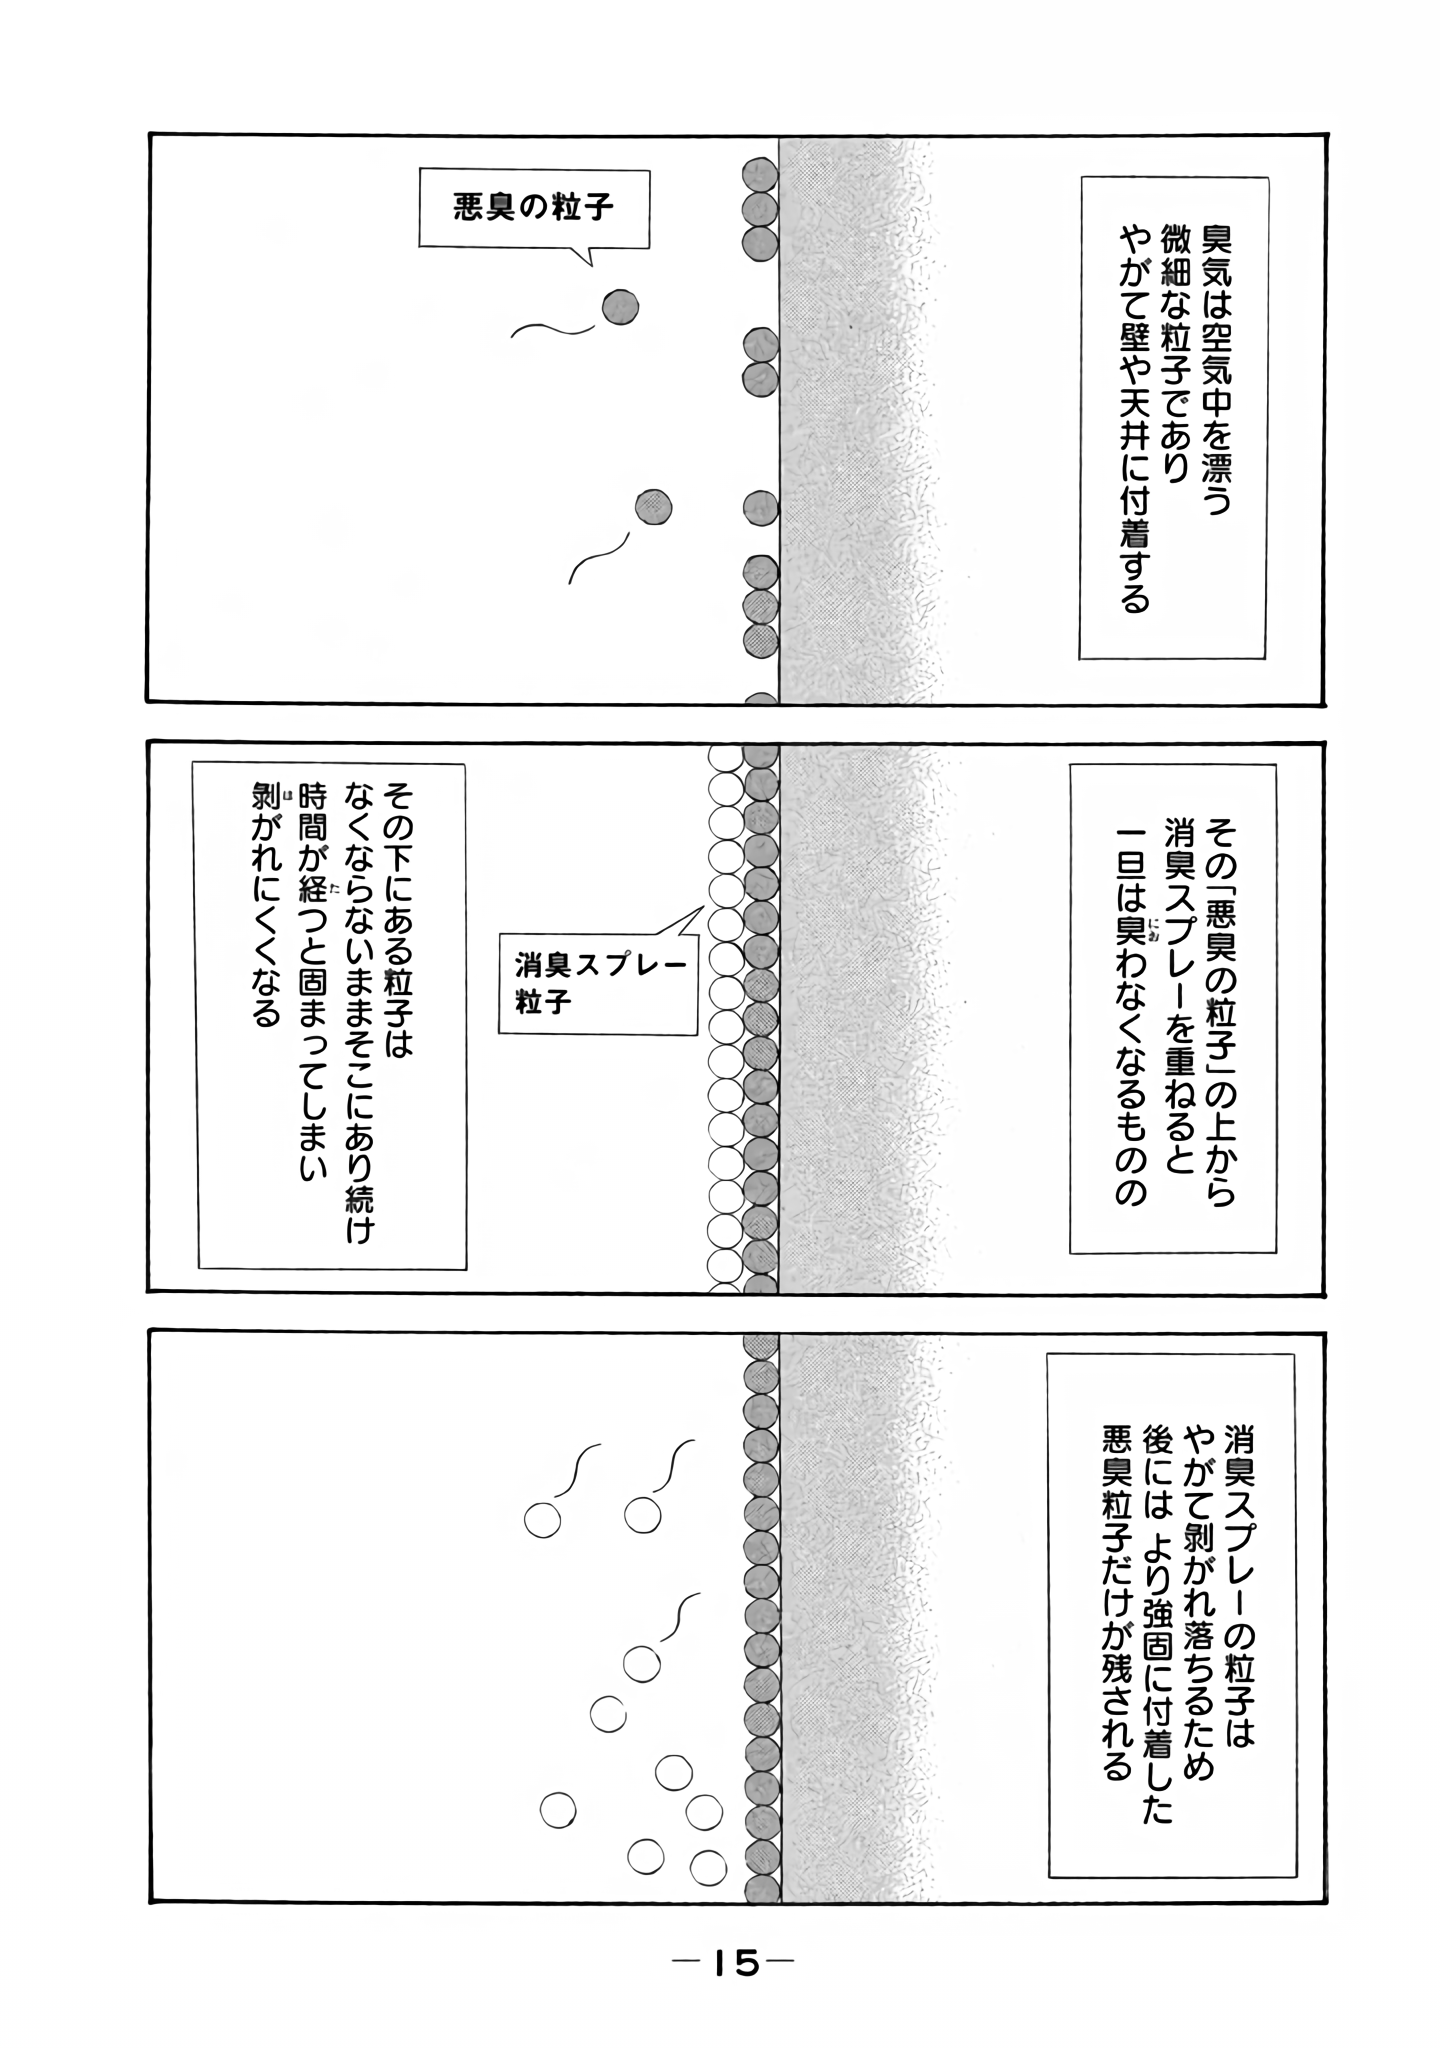 臭気は空気中を漂う
微細な粒子であり
やがて壁や天井に付着する
悪臭の粒子
その「悪臭の粒子」の上から
消臭スプレーを重ねると
一旦は臭わなくなるものの
にお
消臭スプレー
粒子
その下にある粒子は
なくならないままそこにあり続け
時間が経つと固まってしまい
た
剝がれにくくなる
は
消臭スプレーの粒子は
やがて剝がれ落ちるため
後には より強固に付着した
悪臭粒子だけが残される
—15—